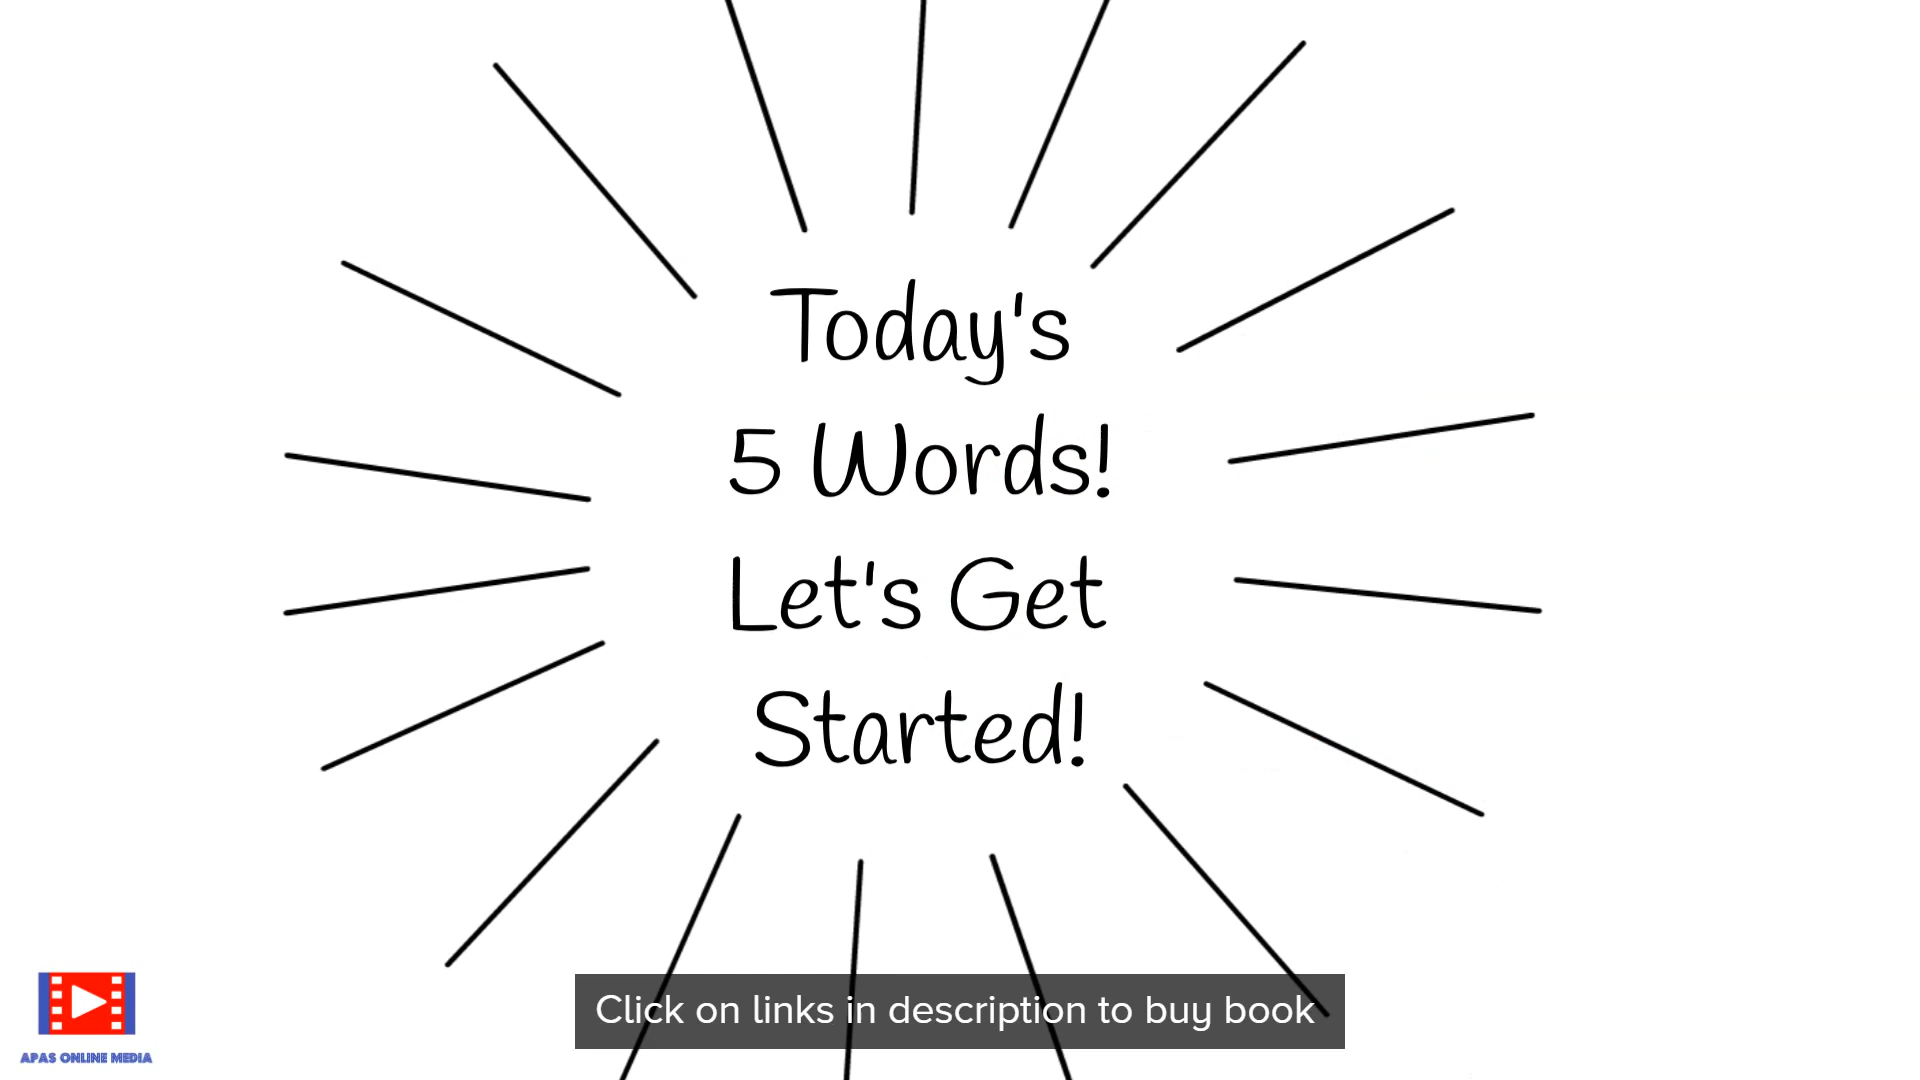 Today's
5 Words!
Let's Get
Started!
Click on links in description to buy book
APAS ONLINE MEDIA